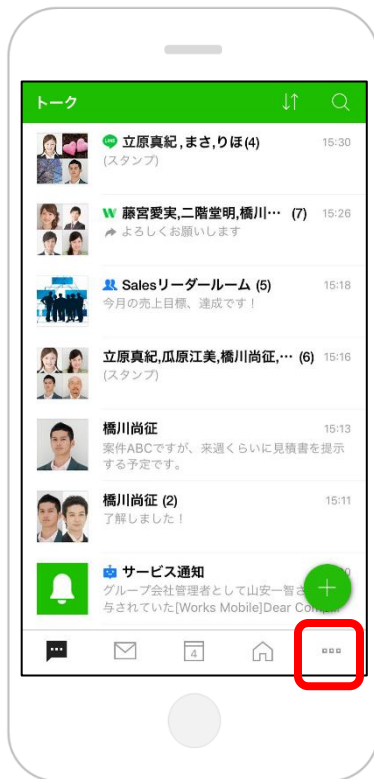 トーク
立原真紀,まさ,りほ(4) 15:30
(スタンプ)
W 藤宮愛実,二階堂明,橋川… (7) 15:26
よろしくお願いします
Salesリーダールーム (5) 15:18
今月の売上目標、達成です！
立原真紀,瓜原江美,橋川尚征,… (6) 15:16
(スタンプ)
橋川尚征 15:13
案件ABCですが、来週くらいに見積書を提示
する予定です。
橋川尚征 (2) 15:11
了解しました！
サービス通知
グループ会社管理者として山安一智さ
与されていた[Works Mobile]Dear
4